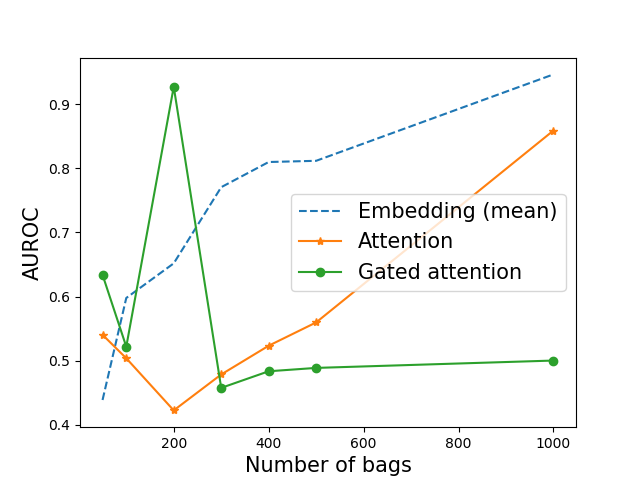 0.9
0.8
0.7
0.6
0.5
0.4
AUROC
Embedding (mean)
Attention
Gated attention
200
400
600
800
1000
Number of bags